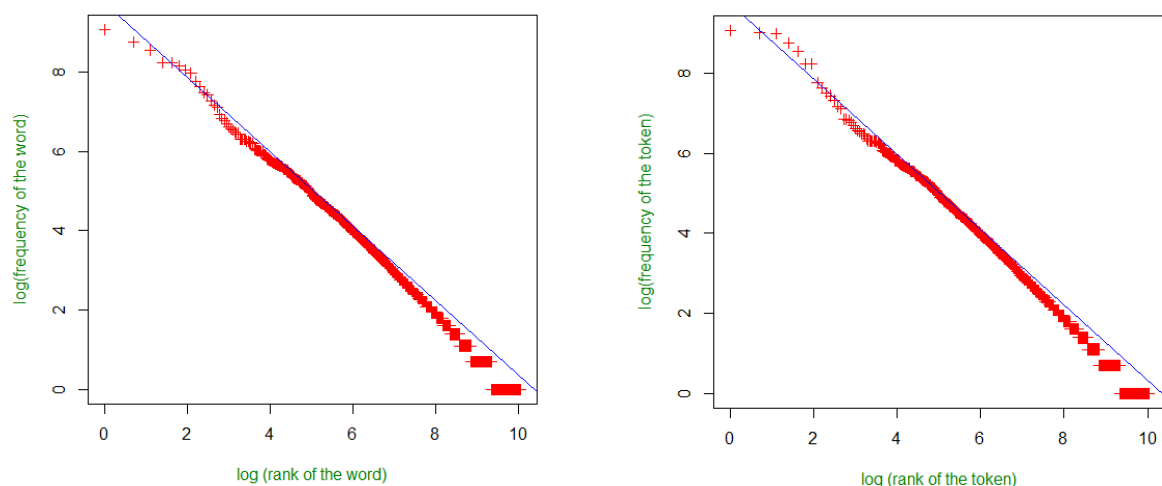 log(frequency of the word)
8
6
4
2
0
0 2 4 6 8 10
log (rank of the word)
log(frequency of the token)
8
6
4
2
0
0 2 4 6 8 10
log (rank of the token)